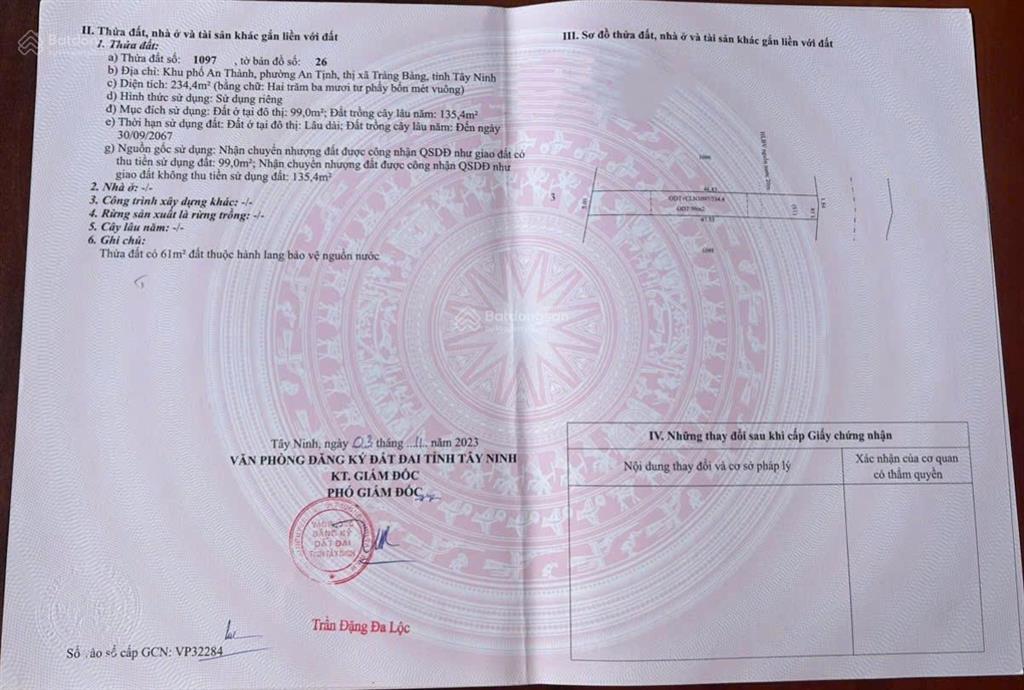 II. Thửa đất, nhà ở và tài sản khác gắn liền với đất
1. Thửa đất:
a) Thửa đất số: 1097 , tờ bản đồ số: 26
b) Địa chỉ: Khu phố An Thành, phường An Tịnh, thị xã Trảng Bàng, tỉnh Tây Ninh
c) Diện tích: 234,4m² (bằng chữ: Hai trăm ba mươi tư phẩy bốn mét vuông)
d) Hình thức sử dụng: Sử dụng riêng
đ) Mục đích sử dụng: Đất ở tại đô thị: 99,0m²; Đất trồng cây lâu năm: 135,4m²
e) Thời hạn sử dụng đất: Đất ở tại đô thị: Lâu dài; Đất trồng cây lâu năm: Đến ngày
30/09/2067
g) Nguồn gốc sử dụng: Nhận chuyển nhượng đất được công nhận QSDĐ như giao đất có
thu tiền sử dụng đất: 99,0m²; Nhận chuyển nhượng đất được công nhận QSDĐ như
giao đất không thu tiền sử dụng đất: 135,4m²
2. Nhà ở: -/-
3. Công trình xây dựng khác: -/-
4. Rừng sản xuất là rừng trồng: -/-
5. Cây lâu năm: -/-
6. Ghi chú:
Thửa đất có 61m² đất thuộc hành lang bảo vệ nguồn nước
Tây Ninh, ngày 03 tháng 11 năm 2023
VĂN PHÒNG ĐĂNG KÝ ĐẤT ĐAI TỈNH TÂY NINH
KT. GIÁM ĐỐC
PHÓ GIÁM ĐỐC
VĂN PHÒNG
ĐĂNG KÝ
ĐẤT ĐAI
TỈNH TÂY NINH
Trần Đặng Đa Lộc
Số vào sổ cấp GCN: VP32284
III. Sơ đồ thửa đất, nhà ở và tài sản khác gắn liền với đất
3
Batdongsan
by PropertyGuru
IV. Những thay đổi sau khi cấp Giấy chứng nhận
Nội dung thay đổi và cơ sở pháp lý
Xác nhận của cơ quan
có thẩm quyền